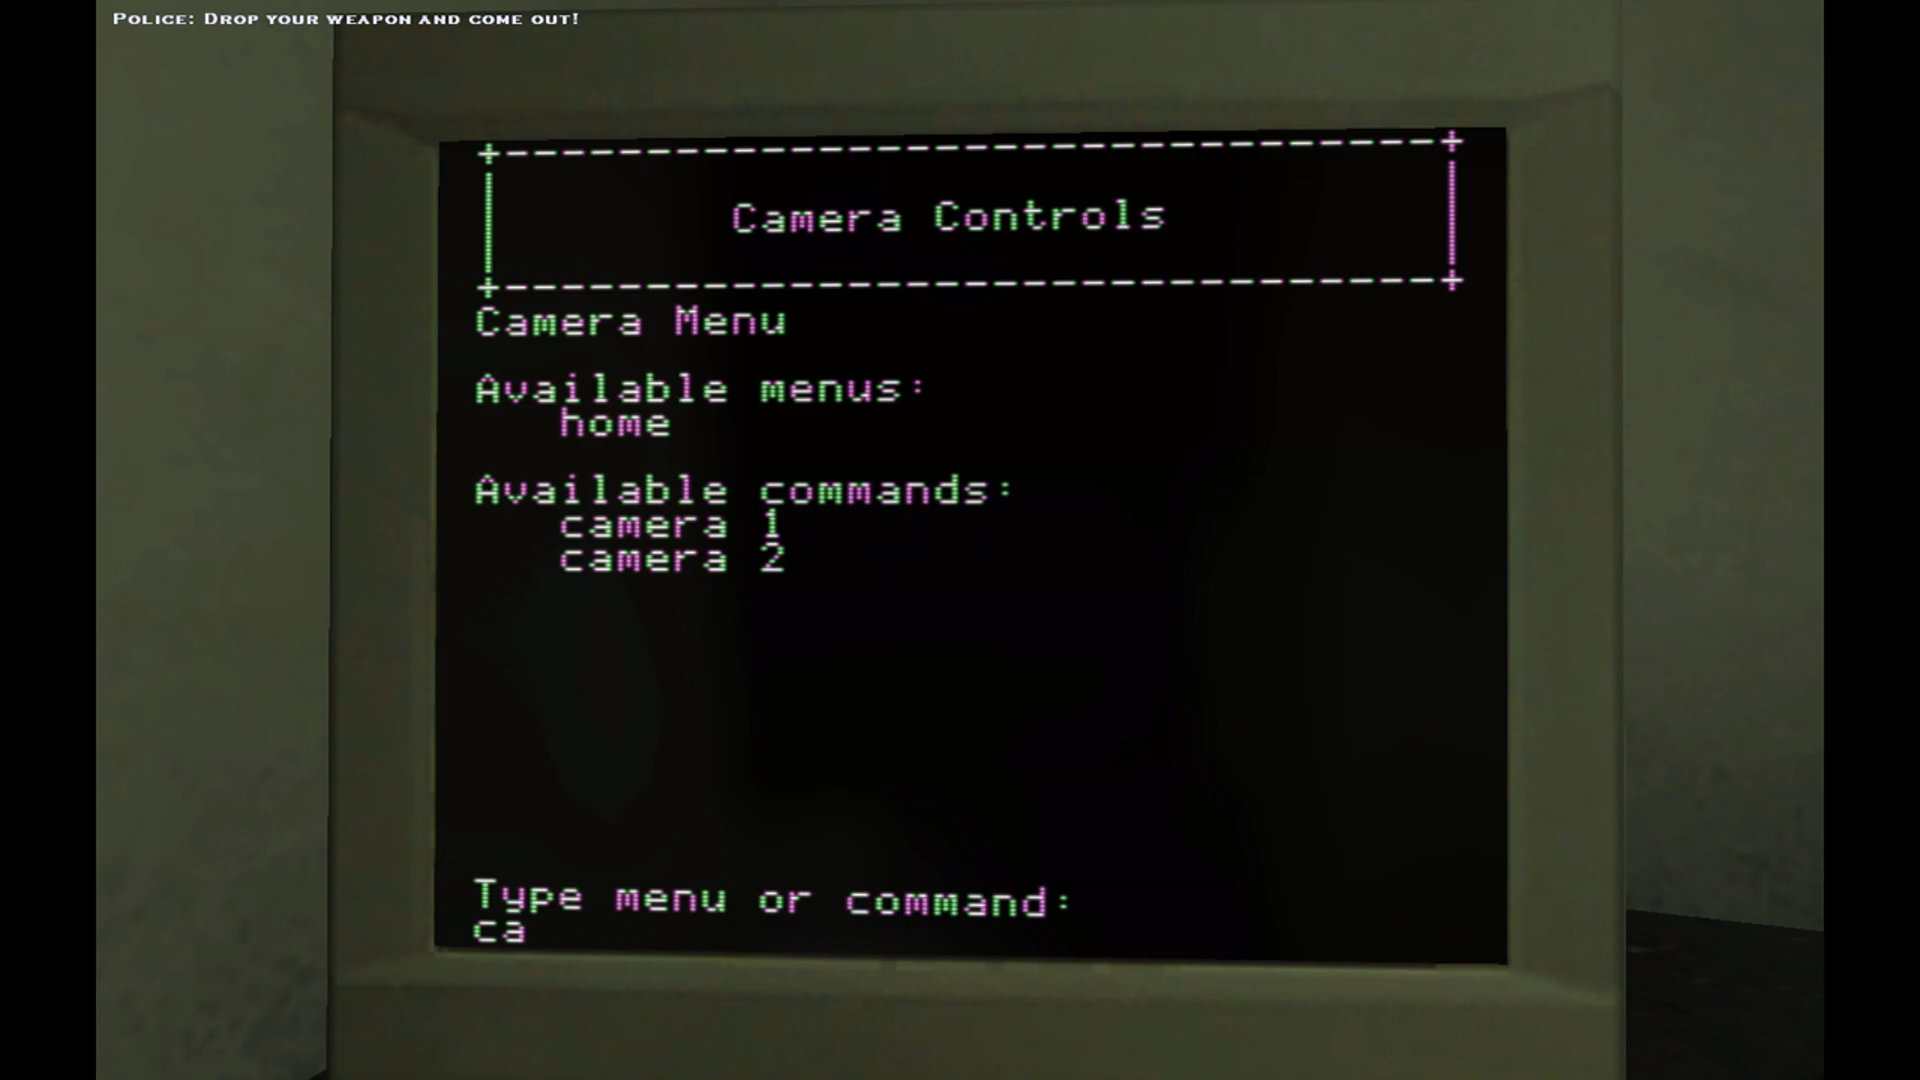 Police: Drop your weapon and come out!
Camera Controls
Camera Menu
Available menus:
home
Available commands:
camera 1
camera 2
Type menu or command:
ca